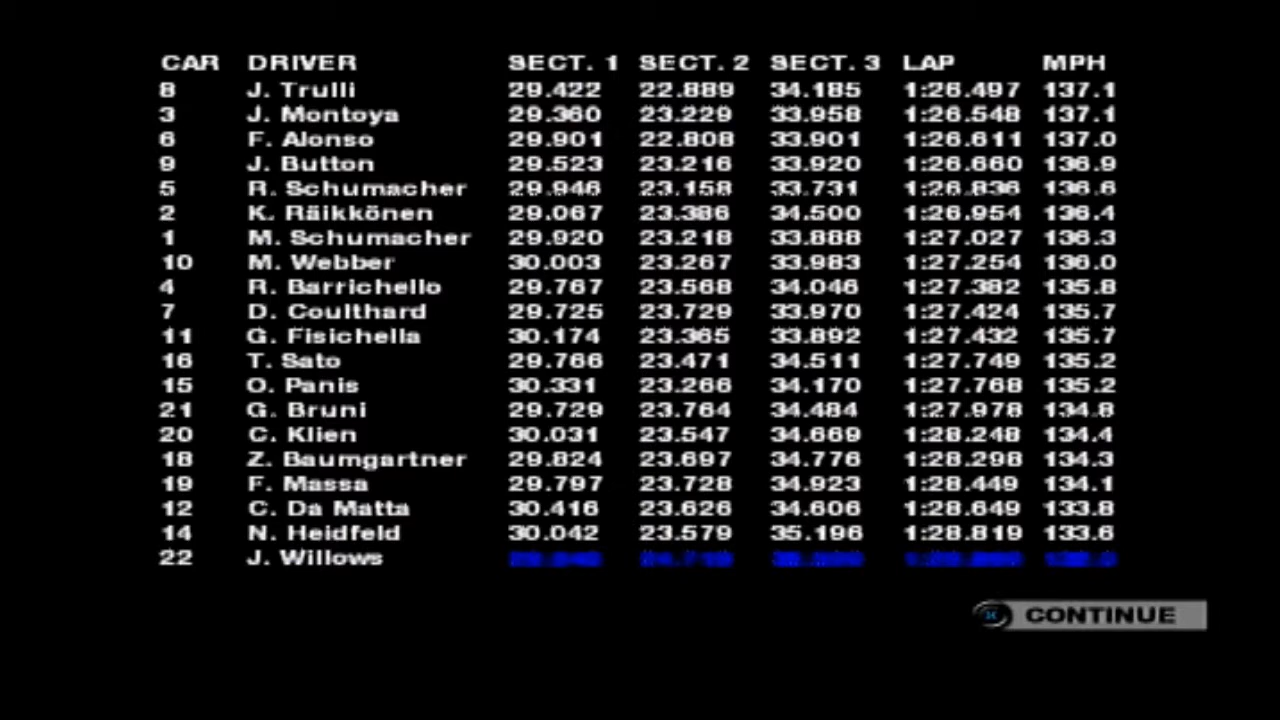 CAR DRIVER SECT. 1 SECT. 2 SECT. 3 LAP MPH
8 J. Trulli 29.422 22.889 34.185 1:26.497 137.1
3 J. Montoya 29.360 23.229 33.958 1:26.548 137.1
6 F. Alonso 29.901 22.808 33.901 1:26.611 137.0
9 J. Button 29.523 23.216 33.920 1:26.660 136.9
5 R. Schumacher 29.946 23.158 33.731 1:26.836 136.6
2 K. Räikkönen 29.067 23.386 34.500 1:26.954 136.4
1 M. Schumacher 29.920 23.218 33.888 1:27.027 136.3
10 M. Webber 30.003 23.267 33.983 1:27.254 136.0
4 R. Barrichello 29.767 23.568 34.046 1:27.382 135.8
7 D. Coulthard 29.725 23.729 33.970 1:27.424 135.7
11 G. Fisichella 30.174 23.365 33.892 1:27.432 135.7
16 T. Sato 29.766 23.471 34.511 1:27.749 135.2
15 O. Panis 30.331 23.266 34.170 1:27.768 135.2
21 G. Bruni 29.729 23.764 34.484 1:27.978 134.8
20 C. Klien 30.031 23.547 34.669 1:28.248 134.4
18 Z. Baumgartner 29.824 23.697 34.776 1:28.298 134.3
19 F. Massa 29.797 23.728 34.923 1:28.449 134.1
12 C. Da Matta 30.416 23.626 34.606 1:28.649 133.8
14 N. Heidfeld 30.042 23.579 35.196 1:28.819 133.6
22 J. Willows
CONTINUE